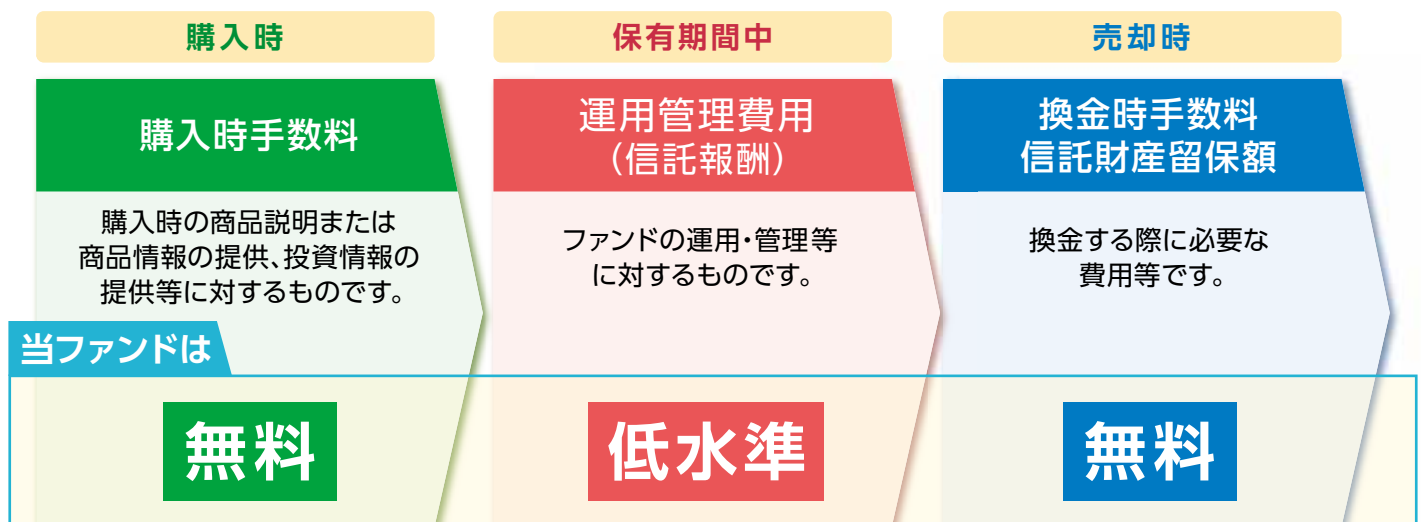 購入時
購入時手数料
購入時の商品説明または
商品情報の提供、投資情報の
提供等に対するものです。
保有期間中
運用管理費用
（信託報酬）
ファンドの運用・管理等
に対するものです。
売却時
換金時手数料
信託財産留保額
換金する際に必要な
費用等です。
当ファンドは
無料
低水準
無料